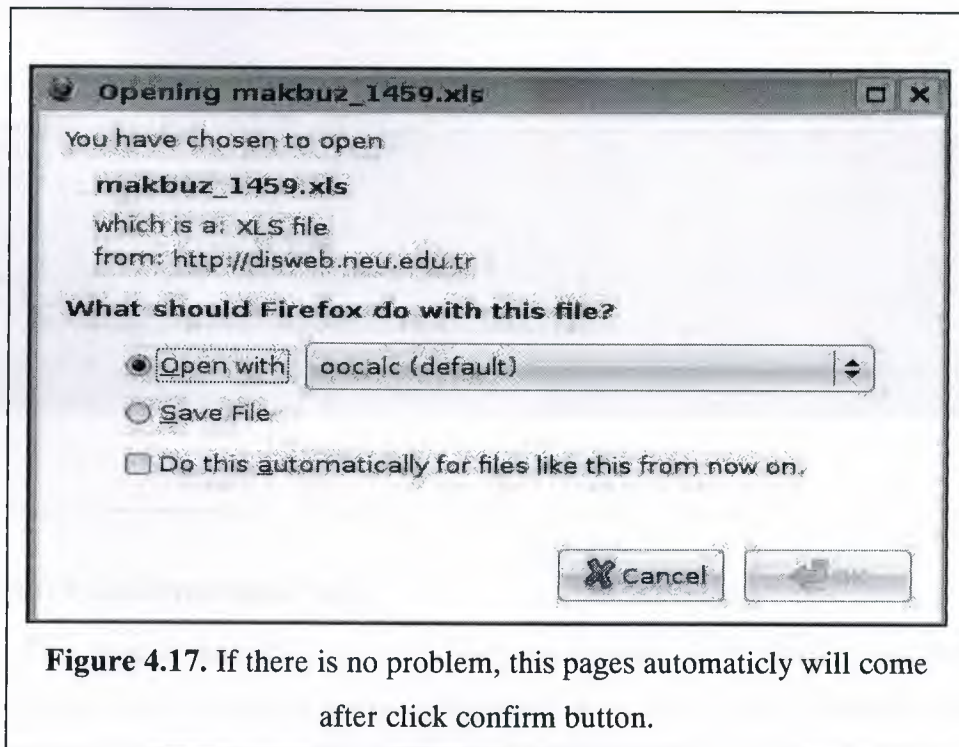 Opening makbuz_1459.xls
You have chosen to open
makbuz_1459.xls
which is a: XLS file
from: http://disweb.neu.edu.tr
What should Firefox do with this file?
Open with oocalc (default)
Save File
Do this automatically for files like this from now on.
Cancel
Figure 4.17. If there is no problem, this pages automaticly will come
after click confirm button.